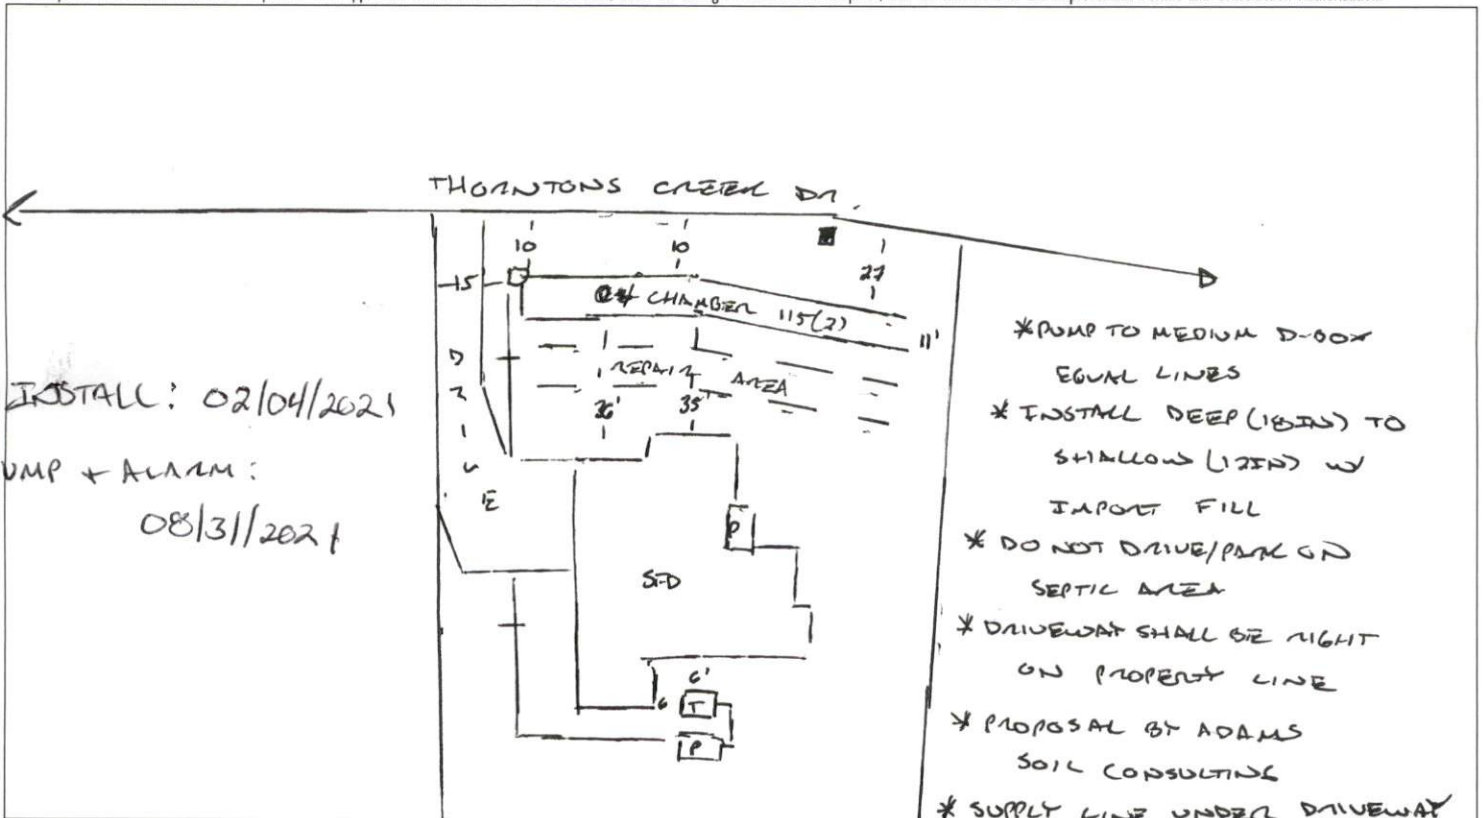 THORNTONS CREEK DR.
10
10
27
15
CHAMBER 115(2)
11'
REPAIR AREA
36'
35'
DRIVE
P
SFD
6'
6
T
P
INSTALL: 02/04/2021
UMP + ALARM:
08/31/2021
*PUMP TO MEDIUM D-BOX
EQUAL LINES
* INSTALL DEEP (18IN) TO
SHALLOW (12IN) W/
IMPORT FILL
* DO NOT DRIVE/PARK ON
SEPTIC AREA
* DRIVEWAY SHALL BE RIGHT
ON PROPERTY LINE
* PROPOSAL BY ADAMS
SOIL CONSULTING
* SUPPLY LINE UNDER DRIVEWAY